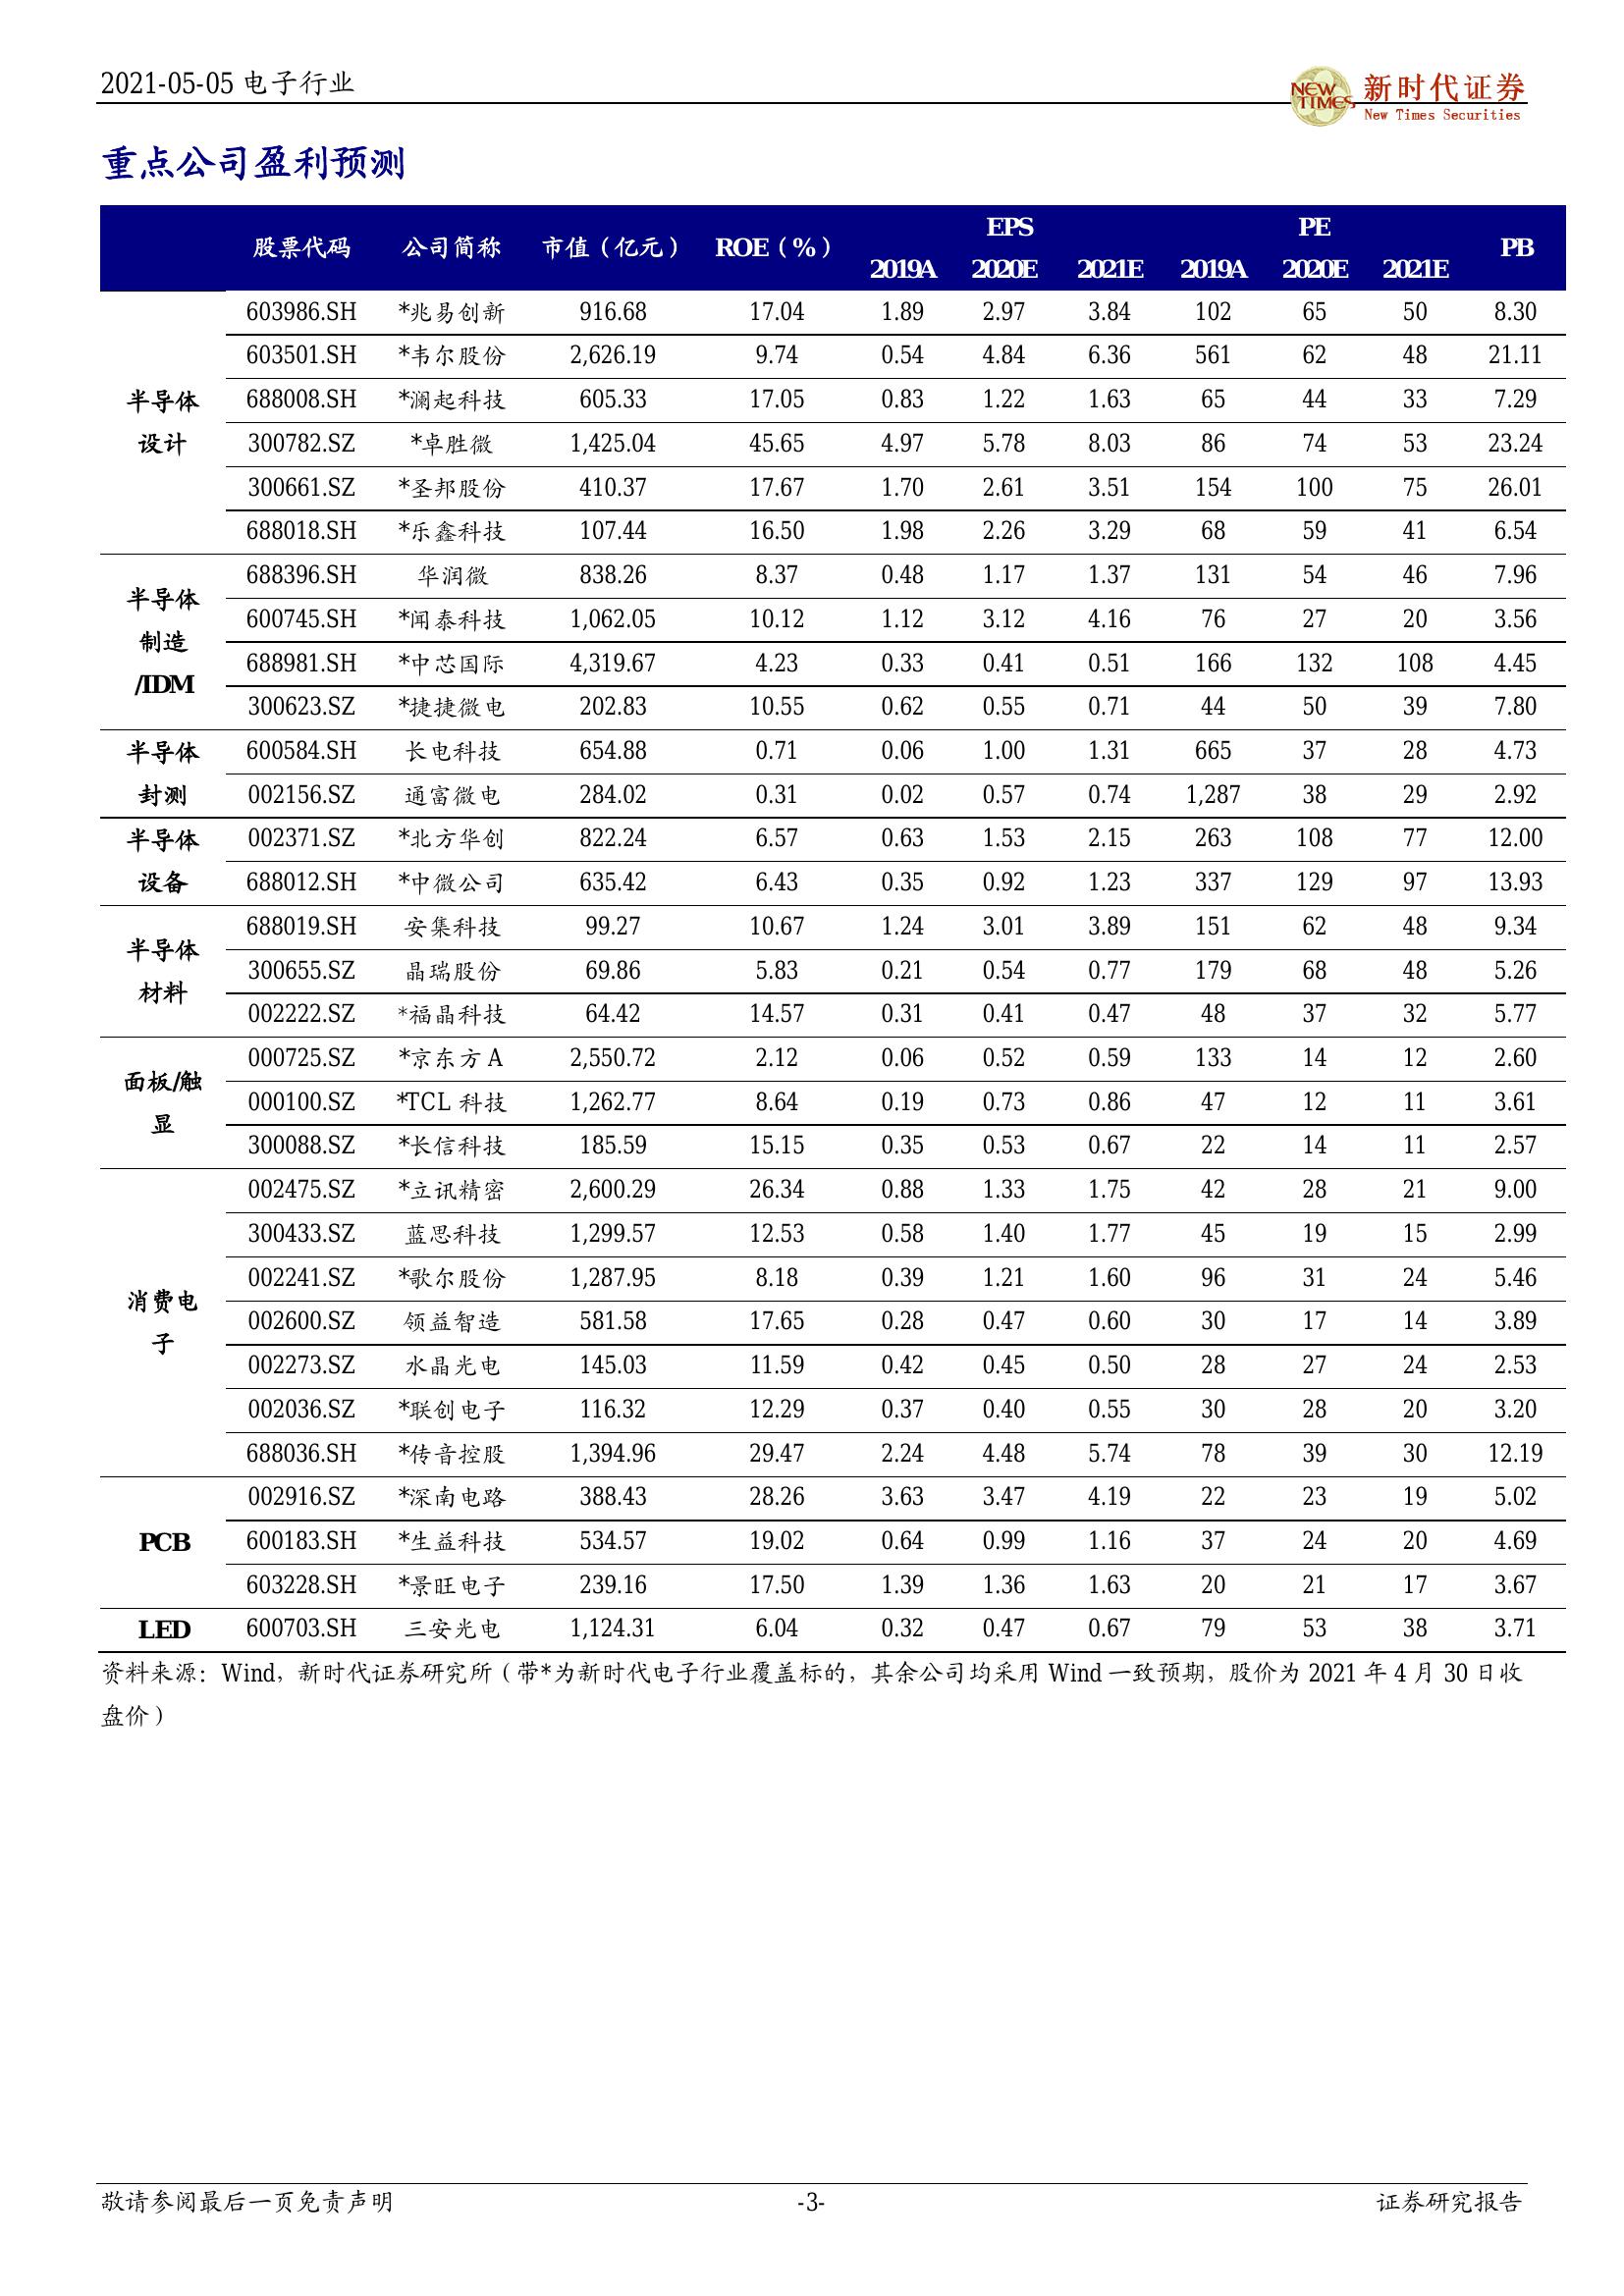 2021-05-05 电子行业
NEW TIMES 新时代证券
New Times Securities
重点公司盈利预测
股票代码 公司简称 市值（亿元） ROE（%） EPS PE PB
2019A 2020E 2021E 2019A 2020E 2021E
半导体设计
603986.SH *兆易创新 916.68 17.04 1.89 2.97 3.84 102 65 50 8.30
603501.SH *韦尔股份 2,626.19 9.74 0.54 4.84 6.36 561 62 48 21.11
688008.SH *澜起科技 605.33 17.05 0.83 1.22 1.63 65 44 33 7.29
300782.SZ *卓胜微 1,425.04 45.65 4.97 5.78 8.03 86 74 53 23.24
300661.SZ *圣邦股份 410.37 17.67 1.70 2.61 3.51 154 100 75 26.01
688018.SH *乐鑫科技 107.44 16.50 1.98 2.26 3.29 68 59 41 6.54
半导体制造/IDM
688396.SH 华润微 838.26 8.37 0.48 1.17 1.37 131 54 46 7.96
600745.SH *闻泰科技 1,062.05 10.12 1.12 3.12 4.16 76 27 20 3.56
688981.SH *中芯国际 4,319.67 4.23 0.33 0.41 0.51 166 132 108 4.45
300623.SZ *捷捷微电 202.83 10.55 0.62 0.55 0.71 44 50 39 7.80
半导体封测
600584.SH 长电科技 654.88 0.71 0.06 1.00 1.31 665 37 28 4.73
002156.SZ 通富微电 284.02 0.31 0.02 0.57 0.74 1,287 38 29 2.92
半导体设备
002371.SZ *北方华创 822.24 6.57 0.63 1.53 2.15 263 108 77 12.00
688012.SH *中微公司 635.42 6.43 0.35 0.92 1.23 337 129 97 13.93
半导体材料
688019.SH 安集科技 99.27 10.67 1.24 3.01 3.89 151 62 48 9.34
300655.SZ 晶瑞股份 69.86 5.83 0.21 0.54 0.77 179 68 48 5.26
002222.SZ *福晶科技 64.42 14.57 0.31 0.41 0.47 48 37 32 5.77
面板/触显
000725.SZ *京东方 A 2,550.72 2.12 0.06 0.52 0.59 133 14 12 2.60
000100.SZ *TCL 科技 1,262.77 8.64 0.19 0.73 0.86 47 12 11 3.61
300088.SZ *长信科技 185.59 15.15 0.35 0.53 0.67 22 14 11 2.57
消费电子
002475.SZ *立讯精密 2,600.29 26.34 0.88 1.33 1.75 42 28 21 9.00
300433.SZ 蓝思科技 1,299.57 12.53 0.58 1.40 1.77 45 19 15 2.99
002241.SZ *歌尔股份 1,287.95 8.18 0.39 1.21 1.60 96 31 24 5.46
002600.SZ 领益智造 581.58 17.65 0.28 0.47 0.60 30 17 14 3.89
002273.SZ 水晶光电 145.03 11.59 0.42 0.45 0.50 28 27 24 2.53
002036.SZ *联创电子 116.32 12.29 0.37 0.40 0.55 30 28 20 3.20
688036.SH *传音控股 1,394.96 29.47 2.24 4.48 5.74 78 39 30 12.19
PCB
002916.SZ *深南电路 388.43 28.26 3.63 3.47 4.19 22 23 19 5.02
600183.SH *生益科技 534.57 19.02 0.64 0.99 1.16 37 24 20 4.69
603228.SH *景旺电子 239.16 17.50 1.39 1.36 1.63 20 21 17 3.67
LED
600703.SH 三安光电 1,124.31 6.04 0.32 0.47 0.67 79 53 38 3.71
资料来源：Wind，新时代证券研究所（带*为新时代电子行业覆盖标的，其余公司均采用 Wind 一致预期，股价为 2021 年 4 月 30 日收
盘价）
敬请参阅最后一页免责声明 -3- 证券研究报告